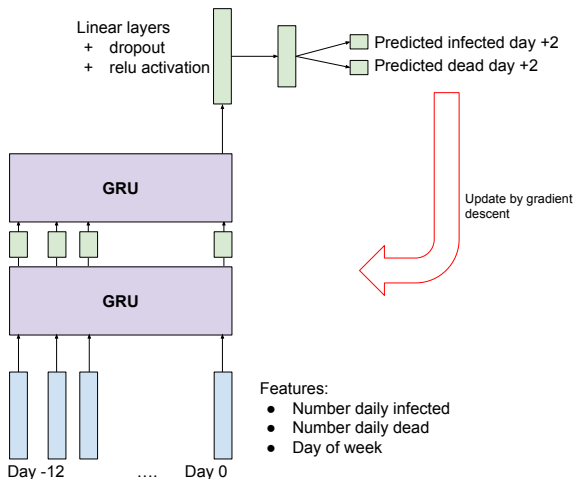 Linear layers
+ dropout
+ relu activation
Predicted infected day +2
Predicted dead day +2
GRU
Update by gradient
descent
GRU
Features:
● Number daily infected
● Number daily dead
● Day of week
Day -12 .... Day 0